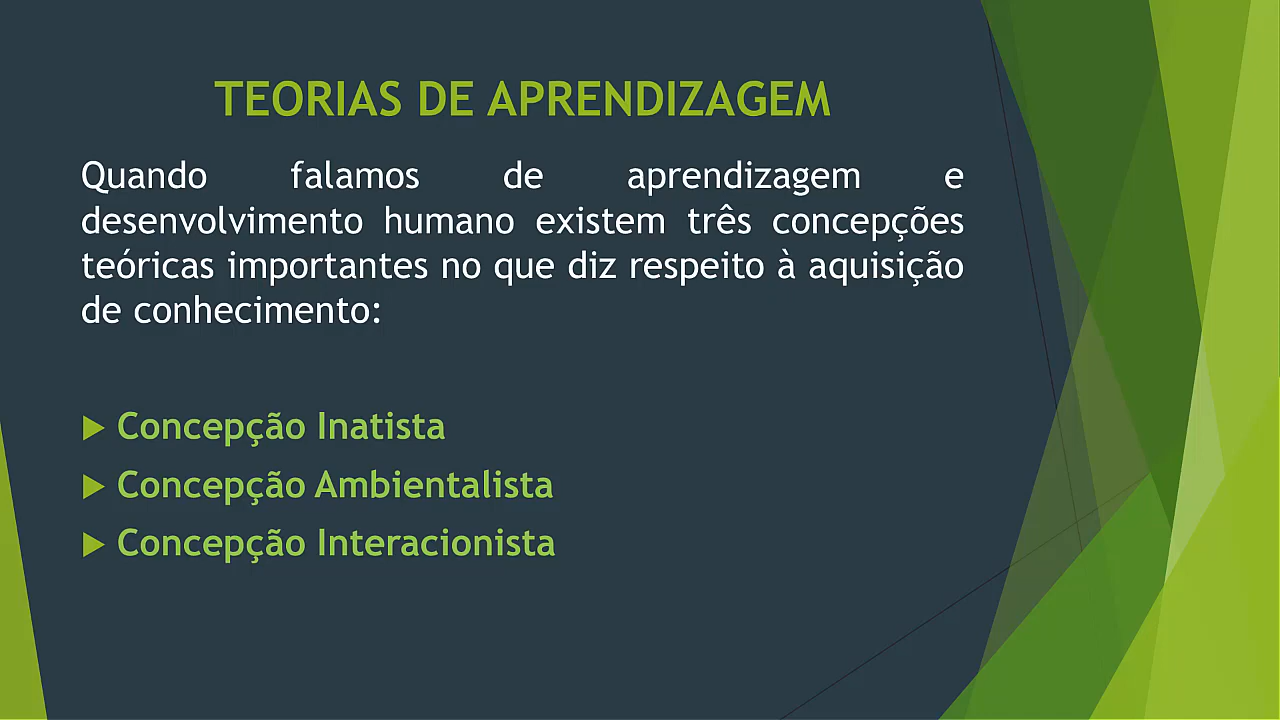 TEORIAS DE APRENDIZAGEM
Quando falamos de aprendizagem e
desenvolvimento humano existem três concepções
teóricas importantes no que diz respeito à aquisição
de conhecimento:
Concepção Inatista
Concepção Ambientalista
Concepção Interacionista